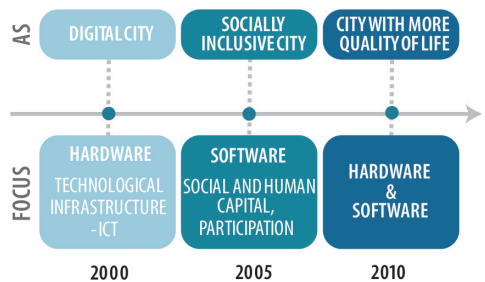 AS
DIGITAL CITY
SOCIALLY
INCLUSIVE CITY
CITY WITH MORE
QUALITY OF LIFE
FOCUS
HARDWARE
TECHNOLOGICAL
INFRASTRUCTURE
- ICT
SOFTWARE
SOCIAL AND HUMAN
CAPITAL,
PARTICIPATION
HARDWARE
&
SOFTWARE
2000
2005
2010